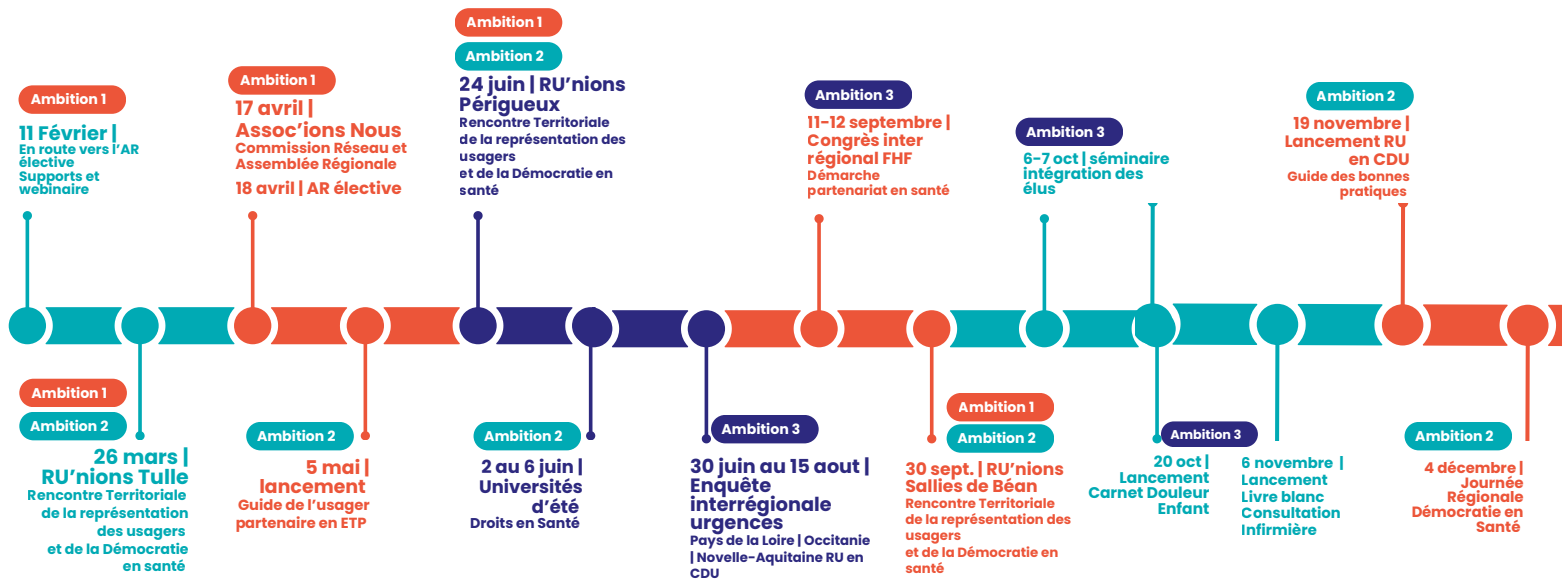 Ambition 1
11 Février |
En route vers l'AR
élective
Supports et
webinaire
Ambition 1
17 avril |
Assoc'ions Nous
Commission Réseau et
Assemblée Régionale
18 avril | AR élective
Ambition 1
Ambition 2
24 juin | RU'nions
Périgueux
Rencontre Territoriale
de la représentation des
usagers
et de la Démocratie en
santé
Ambition 3
11-12 septembre |
Congrès inter
régional FHF
Démarche
partenariat en santé
Ambition 3
6-7 oct | séminaire
intégration des
élus
Ambition 2
19 novembre |
Lancement RU
en CDU
Guide des bonnes
pratiques
Ambition 1
Ambition 2
26 mars |
RU'nions Tulle
Rencontre Territoriale
de la représentation
des usagers
et de la Démocratie
en santé
Ambition 2
5 mai |
lancement
Guide de l'usager
partenaire en ETP
Ambition 2
2 au 6 juin |
Universités
d'été
Droits en Santé
Ambition 3
30 juin au 15 aout |
Enquête
interrégionale
urgences
Pays de la Loire | Occitanie
| Novelle-Aquitaine RU en
CDU
Ambition 1
Ambition 2
30 sept. | RU'nions
Sallies de Béan
Rencontre Territoriale
de la représentation des
usagers
et de la Démocratie en
santé
Ambition 3
20 oct |
Lancement
Carnet Douleur
Enfant
6 novembre |
Lancement
Livre blanc
Consultation
Infirmière
Ambition 2
4 décembre |
Journée
Régionale
Démocratie en
Santé